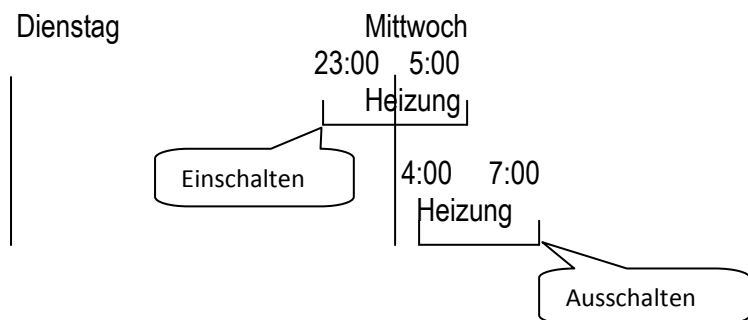 Dienstag Mittwoch
23:00 5:00
Heizung
Einschalten
4:00 7:00
Heizung
Ausschalten